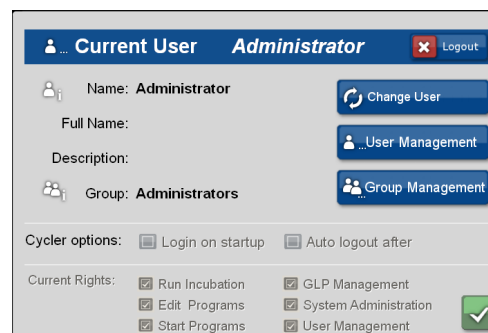 ... Current User Administrator Logout
Name: Administrator Change User
Full Name:
...User Management
Description:
Group: Administrators ...Group Management
Cycler options: Login on startup Auto logout after
Current Rights: Run Incubation GLP Management
Edit Programs System Administration
Start Programs User Management